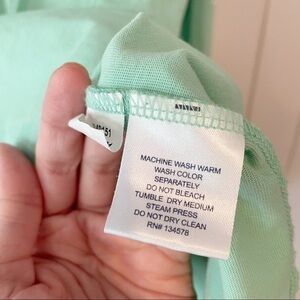 MACHINE WASH WARM
WASH COLOR
SEPARATELY
DO NOT BLEACH
TUMBLE DRY MEDIUM
STEAM PRESS
DO NOT DRY CLEAN
RN# 134578